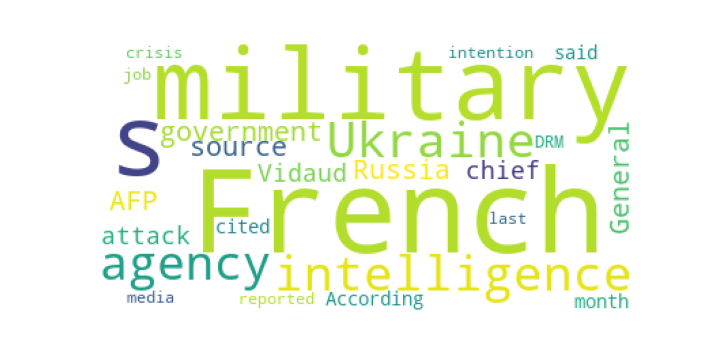 crisis intention said
job military
s government Ukraine DRM
source Vidaud Russia chief General
AFP French last
attack cited
agency intelligence
media reported According month